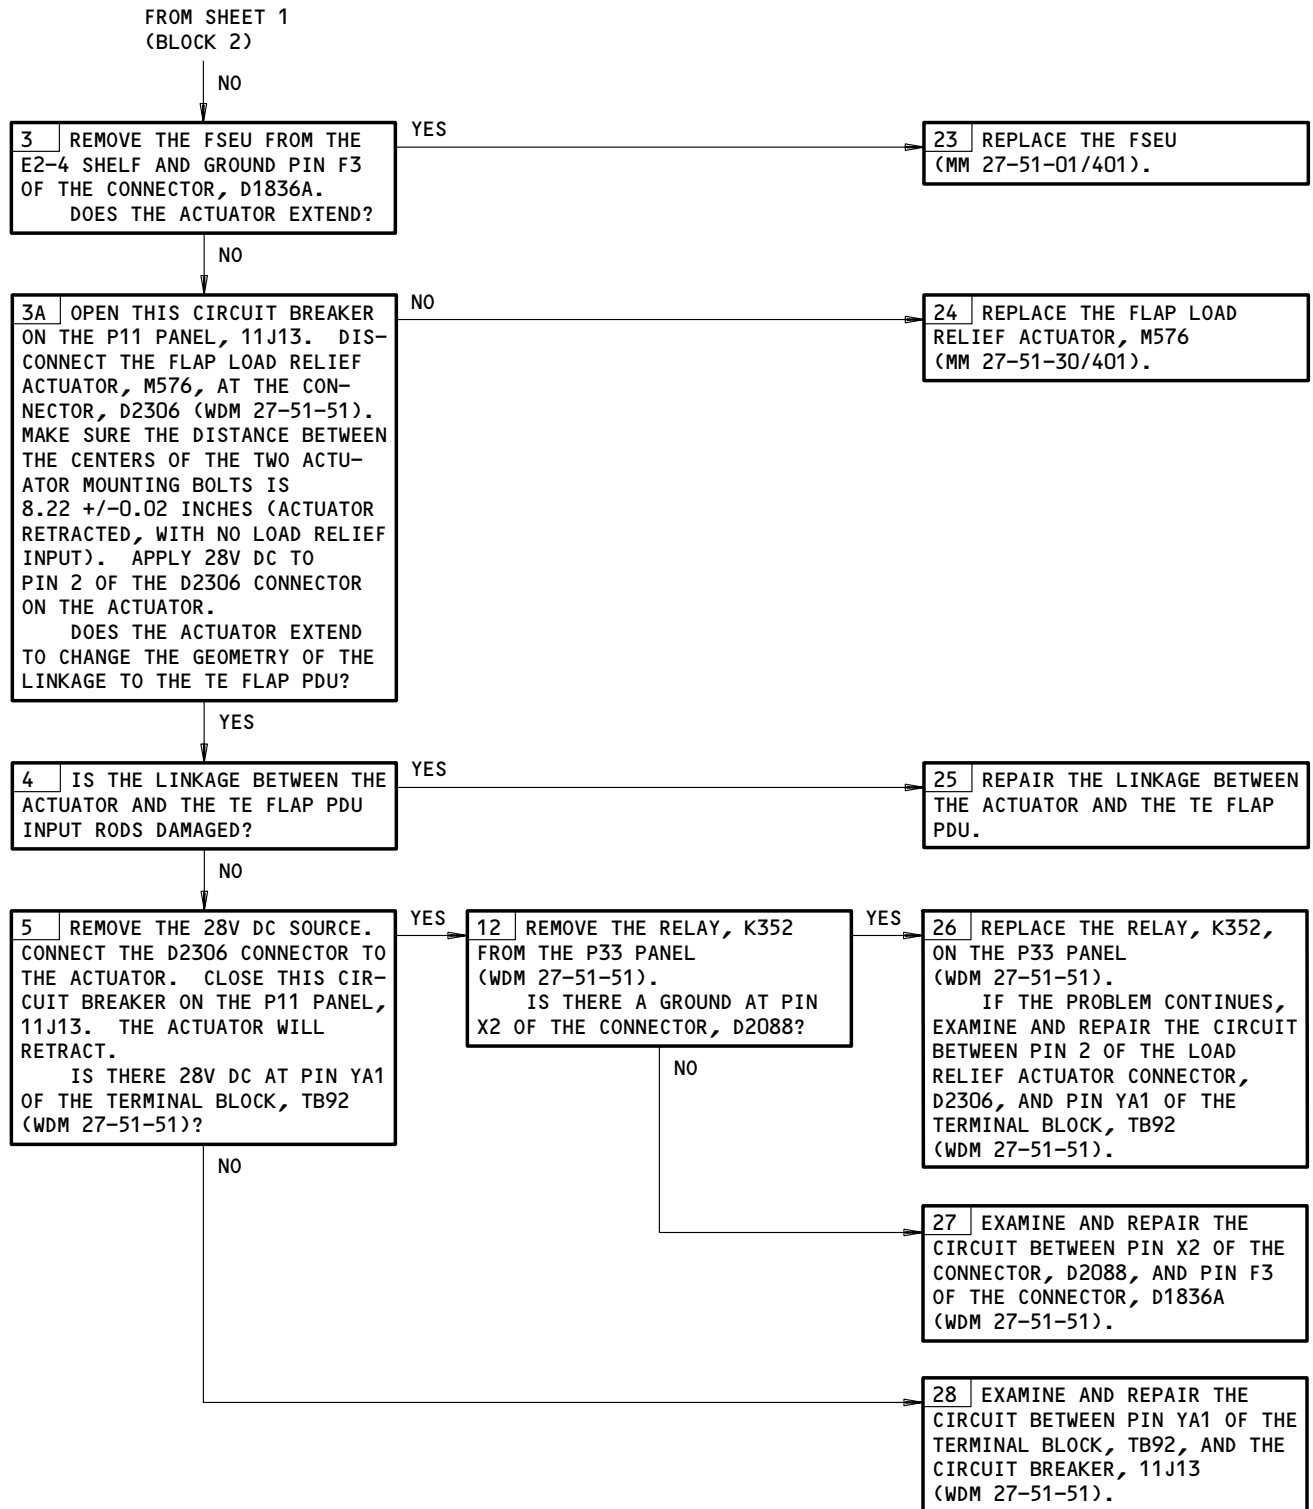 FROM SHEET 1
(BLOCK 2)
NO
3 REMOVE THE FSEU FROM THE
E2-4 SHELF AND GROUND PIN F3
OF THE CONNECTOR, D1836A.
DOES THE ACTUATOR EXTEND?
YES
23 REPLACE THE FSEU
(MM 27-51-01/401).
NO
3A OPEN THIS CIRCUIT BREAKER
ON THE P11 PANEL, 11J13. DIS-
CONNECT THE FLAP LOAD RELIEF
ACTUATOR, M576, AT THE CON-
NECTOR, D2306 (WDM 27-51-51).
MAKE SURE THE DISTANCE BETWEEN
THE CENTERS OF THE TWO ACTU-
ATOR MOUNTING BOLTS IS
8.22 +/-0.02 INCHES (ACTUATOR
RETRACTED, WITH NO LOAD RELIEF
INPUT). APPLY 28V DC TO
PIN 2 OF THE D2306 CONNECTOR
ON THE ACTUATOR.
DOES THE ACTUATOR EXTEND
TO CHANGE THE GEOMETRY OF THE
LINKAGE TO THE TE FLAP PDU?
NO
24 REPLACE THE FLAP LOAD
RELIEF ACTUATOR, M576
(MM 27-51-30/401).
YES
4 IS THE LINKAGE BETWEEN THE
ACTUATOR AND THE TE FLAP PDU
INPUT RODS DAMAGED?
YES
25 REPAIR THE LINKAGE BETWEEN
THE ACTUATOR AND THE TE FLAP
PDU.
NO
5 REMOVE THE 28V DC SOURCE.
CONNECT THE D2306 CONNECTOR TO
THE ACTUATOR. CLOSE THIS CIR-
CUIT BREAKER ON THE P11 PANEL,
11J13. THE ACTUATOR WILL
RETRACT.
IS THERE 28V DC AT PIN YA1
OF THE TERMINAL BLOCK, TB92
(WDM 27-51-51)?
YES
12 REMOVE THE RELAY, K352
FROM THE P33 PANEL
(WDM 27-51-51).
IS THERE A GROUND AT PIN
X2 OF THE CONNECTOR, D2088?
YES
26 REPLACE THE RELAY, K352,
ON THE P33 PANEL
(WDM 27-51-51).
IF THE PROBLEM CONTINUES,
EXAMINE AND REPAIR THE CIRCUIT
BETWEEN PIN 2 OF THE LOAD
RELIEF ACTUATOR CONNECTOR,
D2306, AND PIN YA1 OF THE
TERMINAL BLOCK, TB92
(WDM 27-51-51).
NO
27 EXAMINE AND REPAIR THE
CIRCUIT BETWEEN PIN X2 OF THE
CONNECTOR, D2088, AND PIN F3
OF THE CONNECTOR, D1836A
(WDM 27-51-51).
NO
28 EXAMINE AND REPAIR THE
CIRCUIT BETWEEN PIN YA1 OF THE
TERMINAL BLOCK, TB92, AND THE
CIRCUIT BREAKER, 11J13
(WDM 27-51-51).